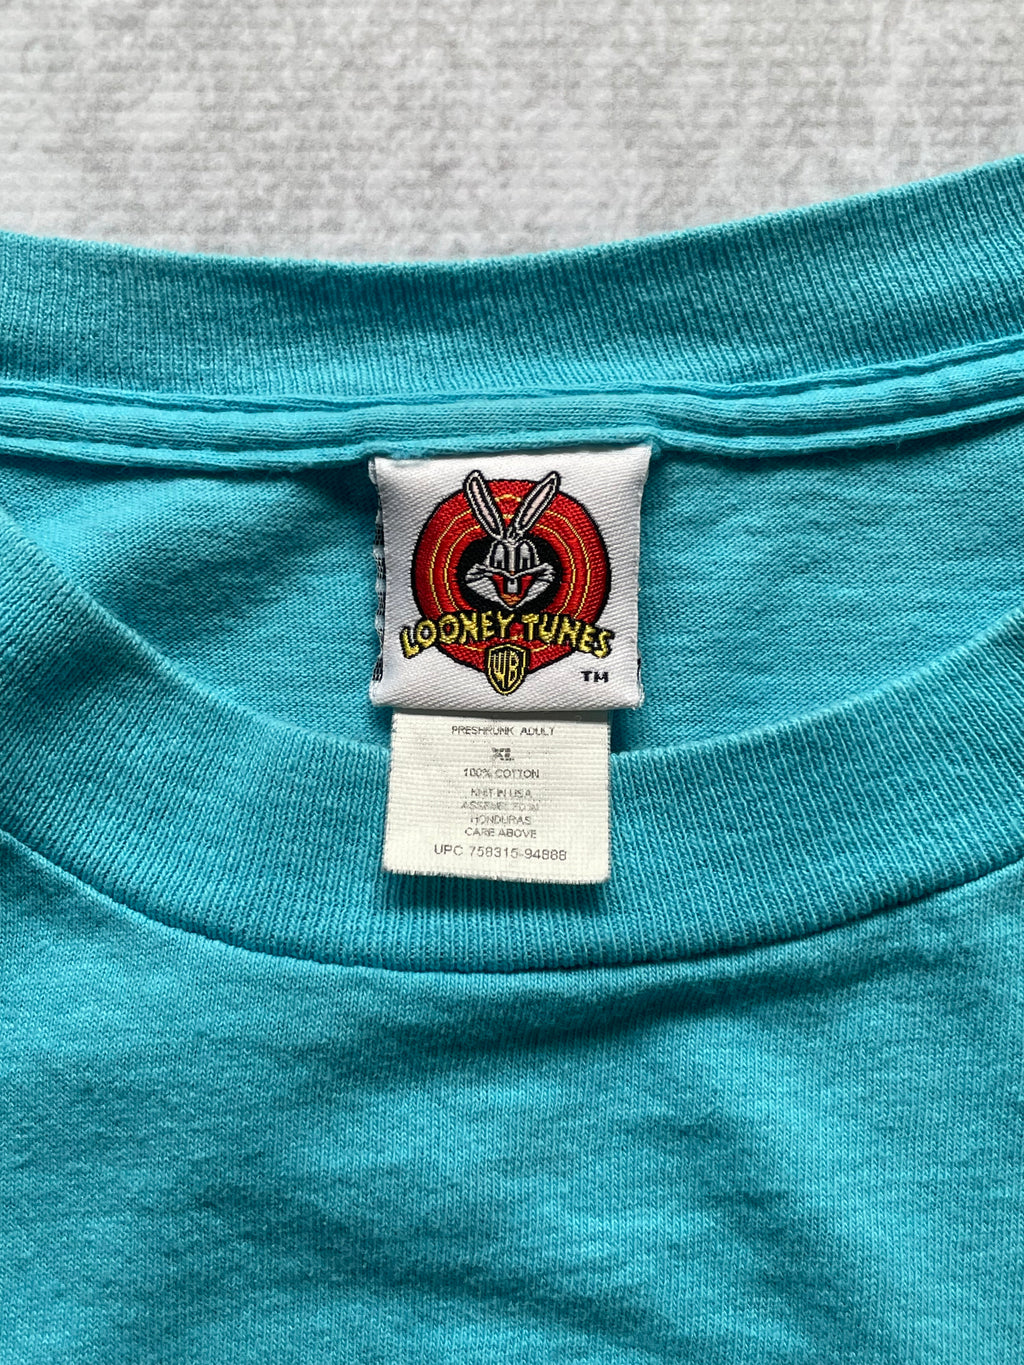 LOONEY TUNES
WB
TM
PRESHRUNK ADULT
XL
100% COTTON
KNIT IN USA
ASSEMBLED IN
HONDURAS
CARE ABOVE
UPC 758315-94888